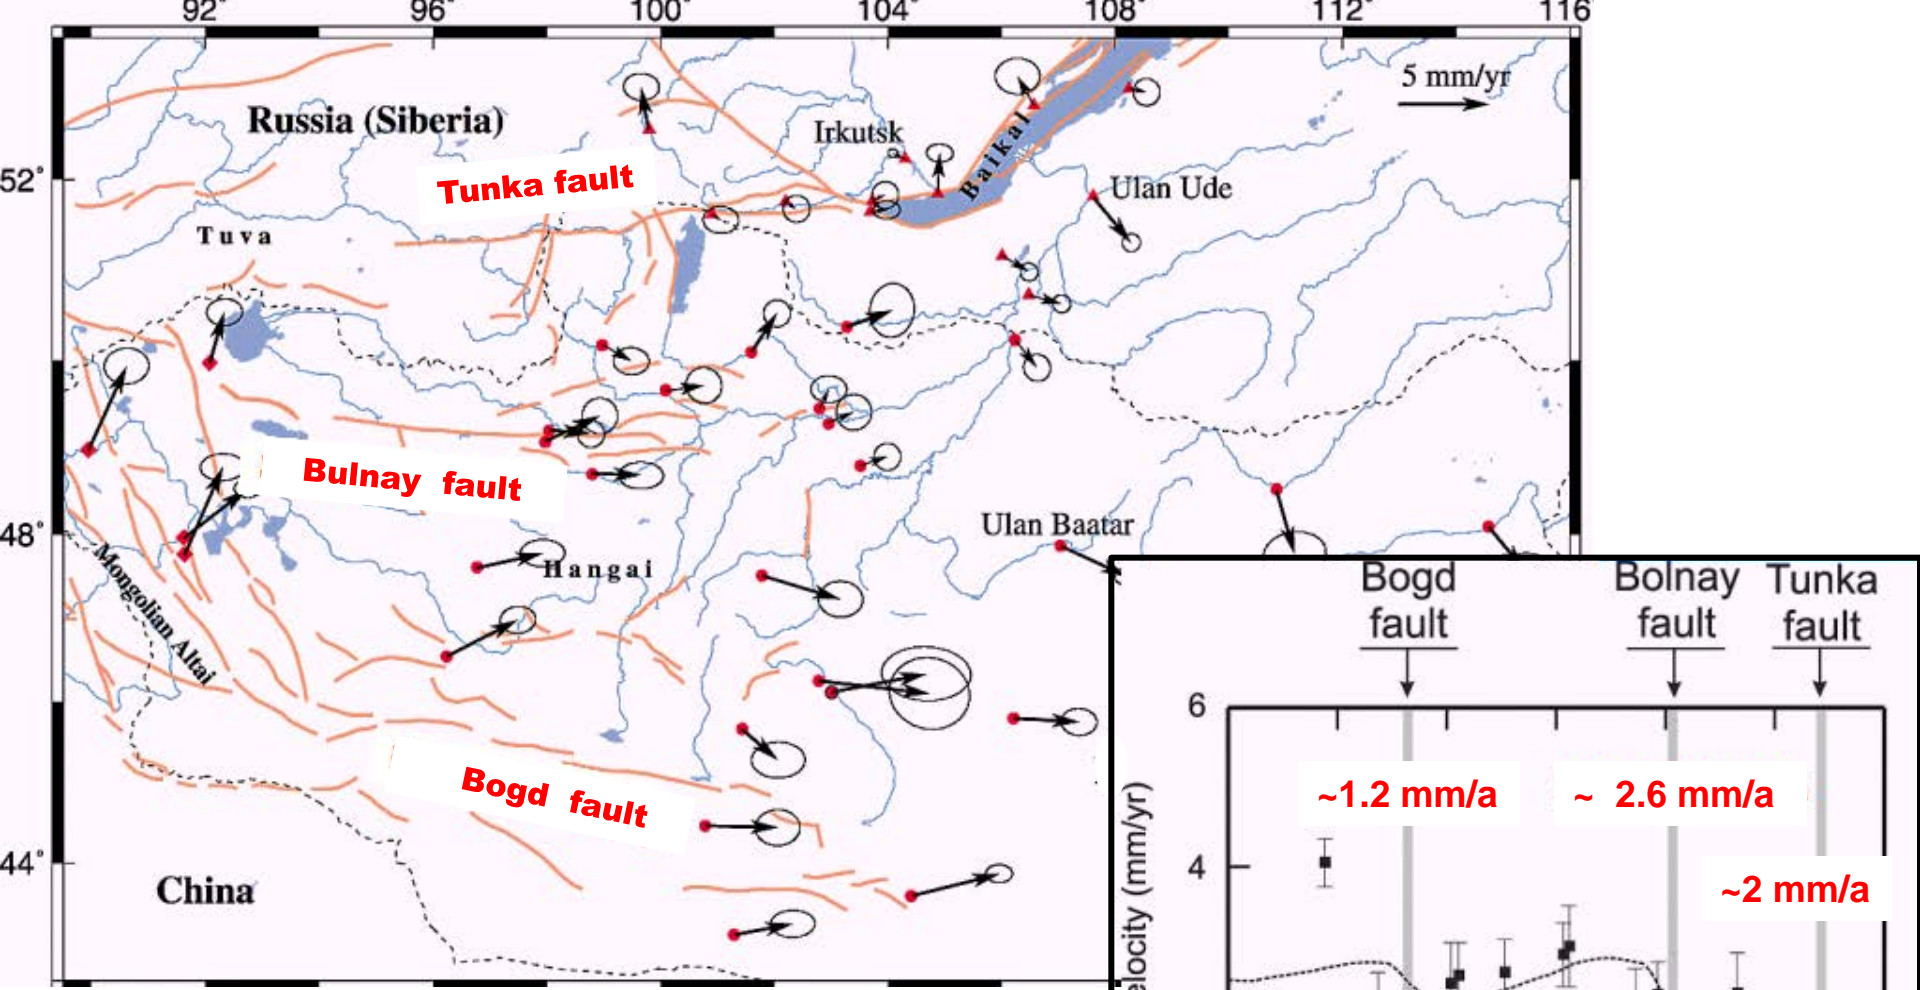 92° 96° 100° 104° 108° 112° 116
5 mm/yr
Russia (Siberia)
Irkutsk
Baikal
52°
Tunka fault
Ulan Ude
Tuva
Bulnay fault
48°
Ulan Baatar
Mongolian Altai
Hangai
Bogd fault
44°
China
Bogd
fault
Bolnay
fault
Tunka
fault
6
~1.2 mm/a
~ 2.6 mm/a
4
~2 mm/a
elocity (mm/yr)